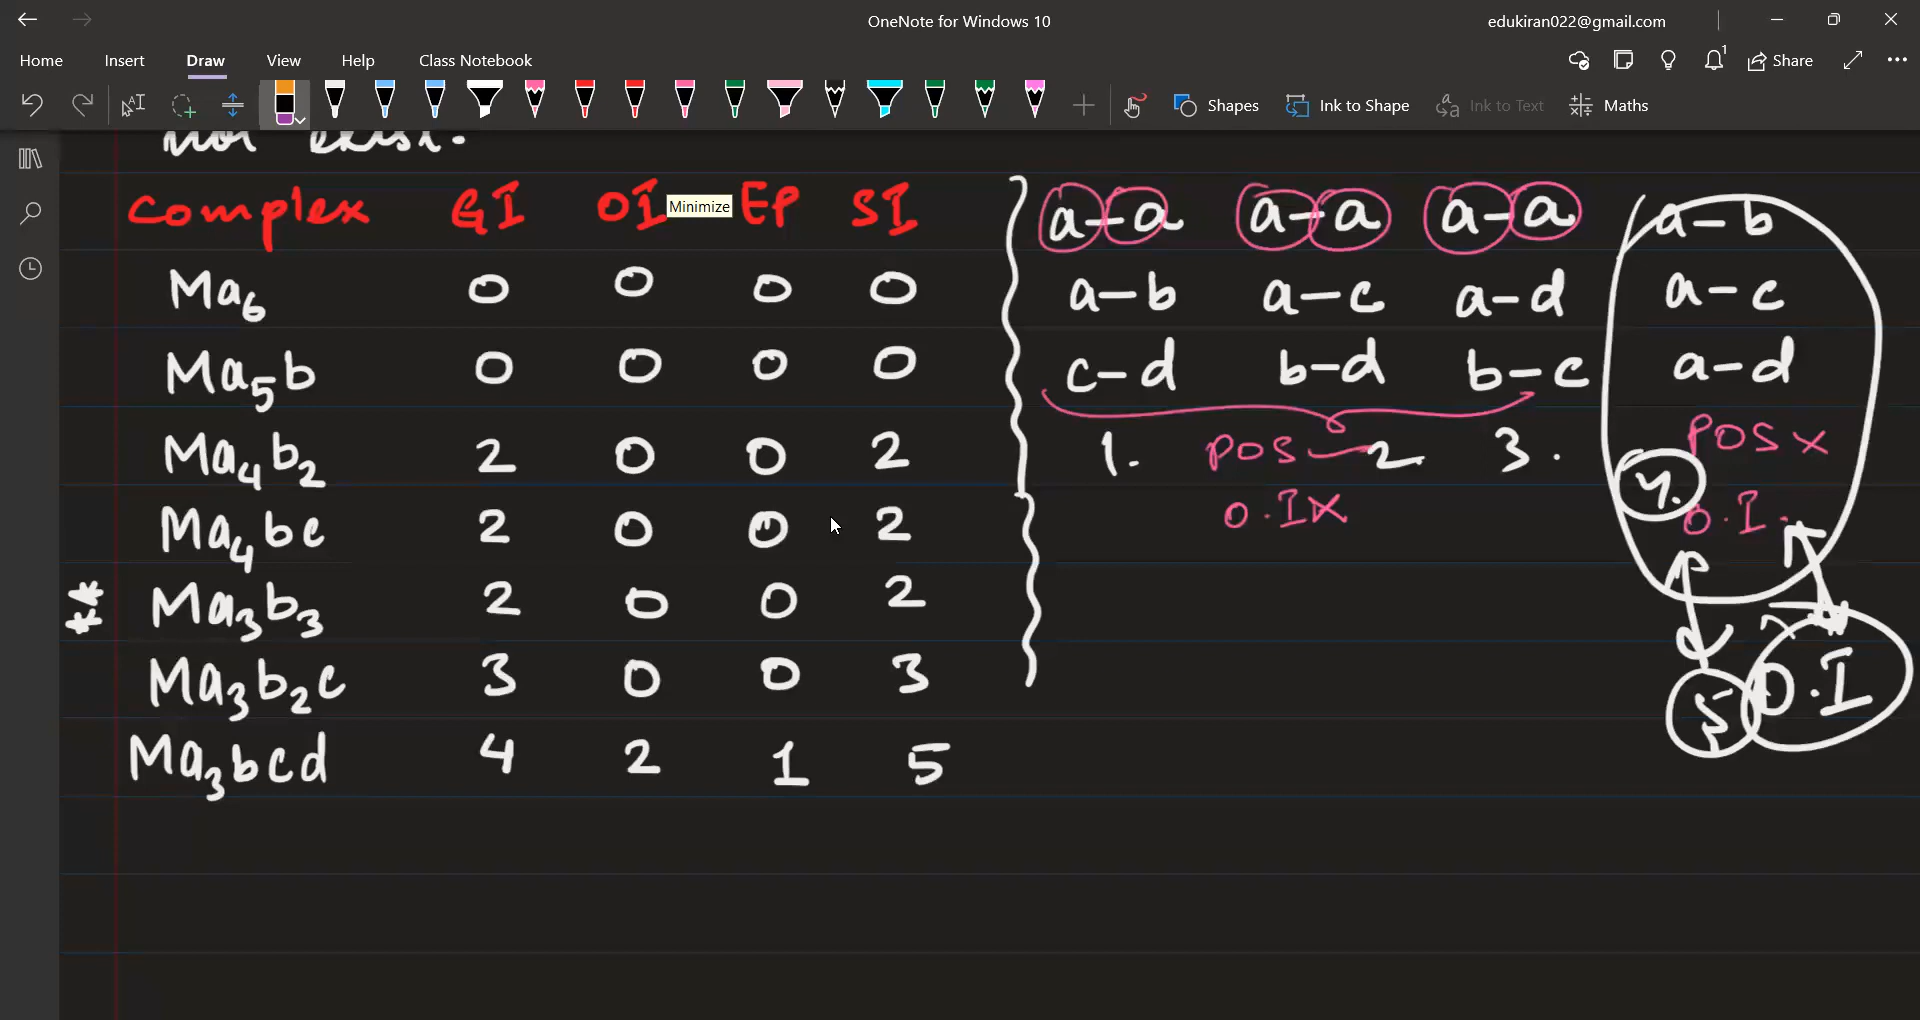 OneNote for Windows 10
edukiran022@gmail.com
Home Insert Draw View Help Class Notebook
1
Share
Shapes Ink to Shape Ink to Text Maths
not exist.
Complex GI OI EP SI
Minimize
Ma6 0 0 0 0
Ma5b 0 0 0 0
Ma4b2 2 0 0 2
Ma4bc 2 0 0 2
** Ma3b3 2 0 0 2
Ma3b2c 3 0 0 3
Ma3bcd 4 2 1 5
a-a a-a a-a a-b
a-b a-c a-d a-c
c-d b-d b-c a-d
1. POS 2 3. POS x
O.I x 4. O.I.
d
5 O.I